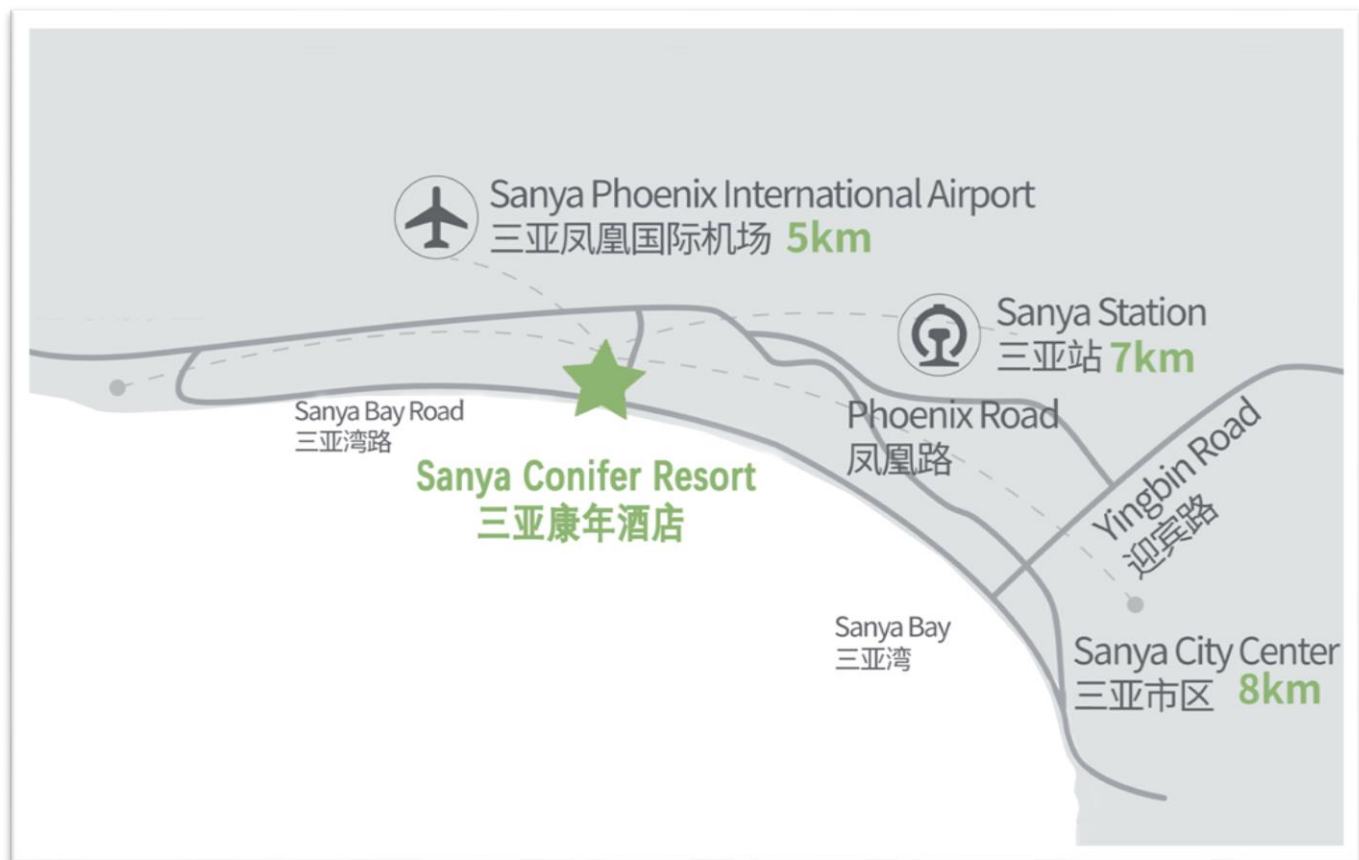 Sanya Phoenix International Airport
三亚凤凰国际机场 5km
Sanya Station
三亚站 7km
Sanya Bay Road
三亚湾路
Phoenix Road
凤凰路
Yingbin Road
迎宾路
Sanya Conifer Resort
三亚康年酒店
Sanya Bay
三亚湾
Sanya City Center
三亚市区 8km